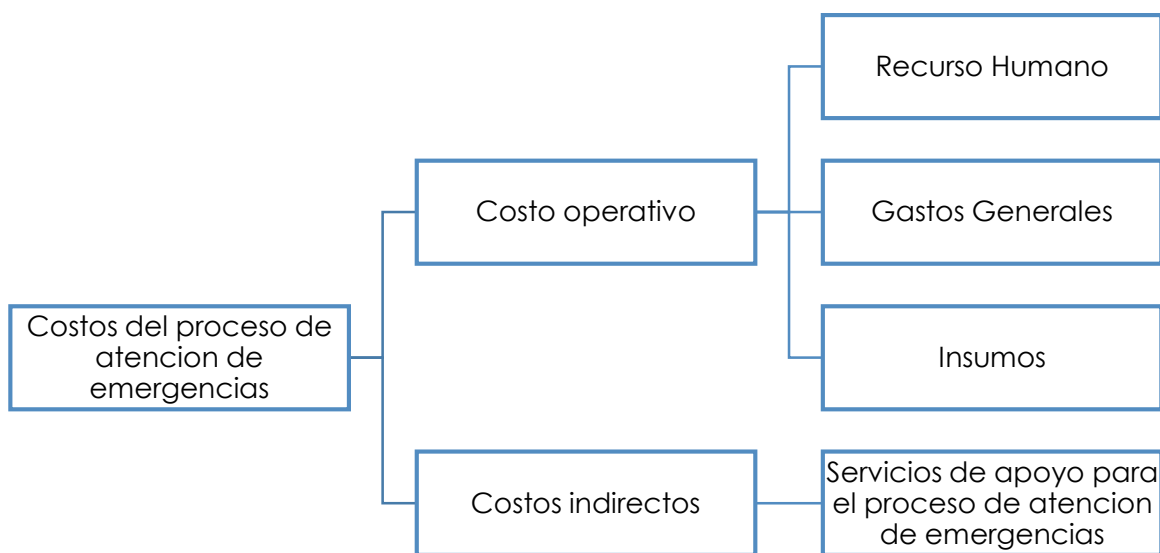 Recurso Humano
Costo operativo
Gastos Generales
Costos del proceso de
atencion de
emergencias
Insumos
Costos indirectos
Servicios de apoyo para
el proceso de atencion
de emergencias